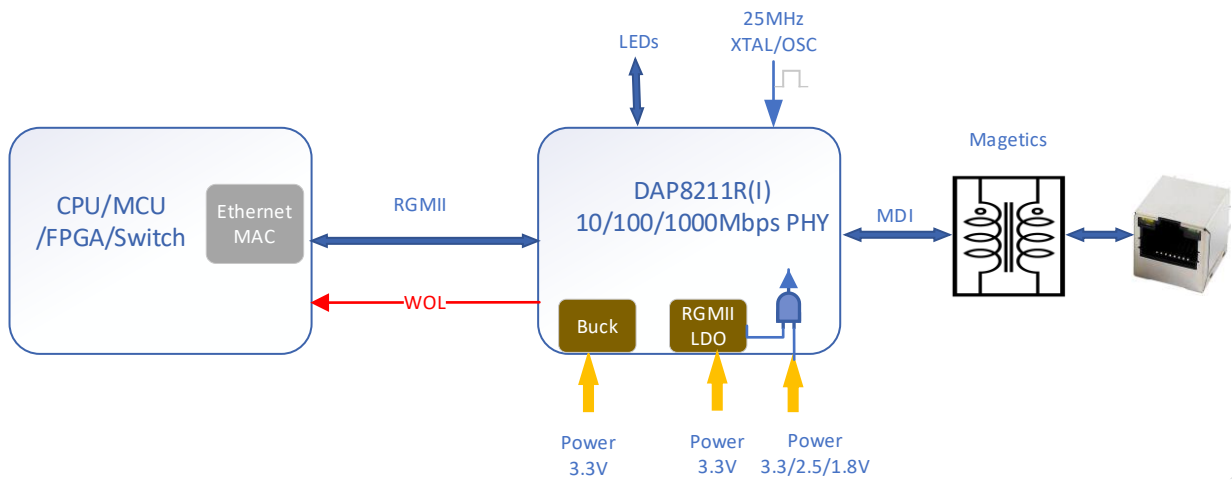 25MHz
XTAL/OSC
LEDs
Magetics
CPU/MCU
/FPGA/Switch
Ethernet
MAC
RGMII
DAP8211R(I)
10/100/1000Mbps PHY
MDI
WOL
Buck
RGMII
LDO
Power
3.3V
Power
3.3V
Power
3.3/2.5/1.8V